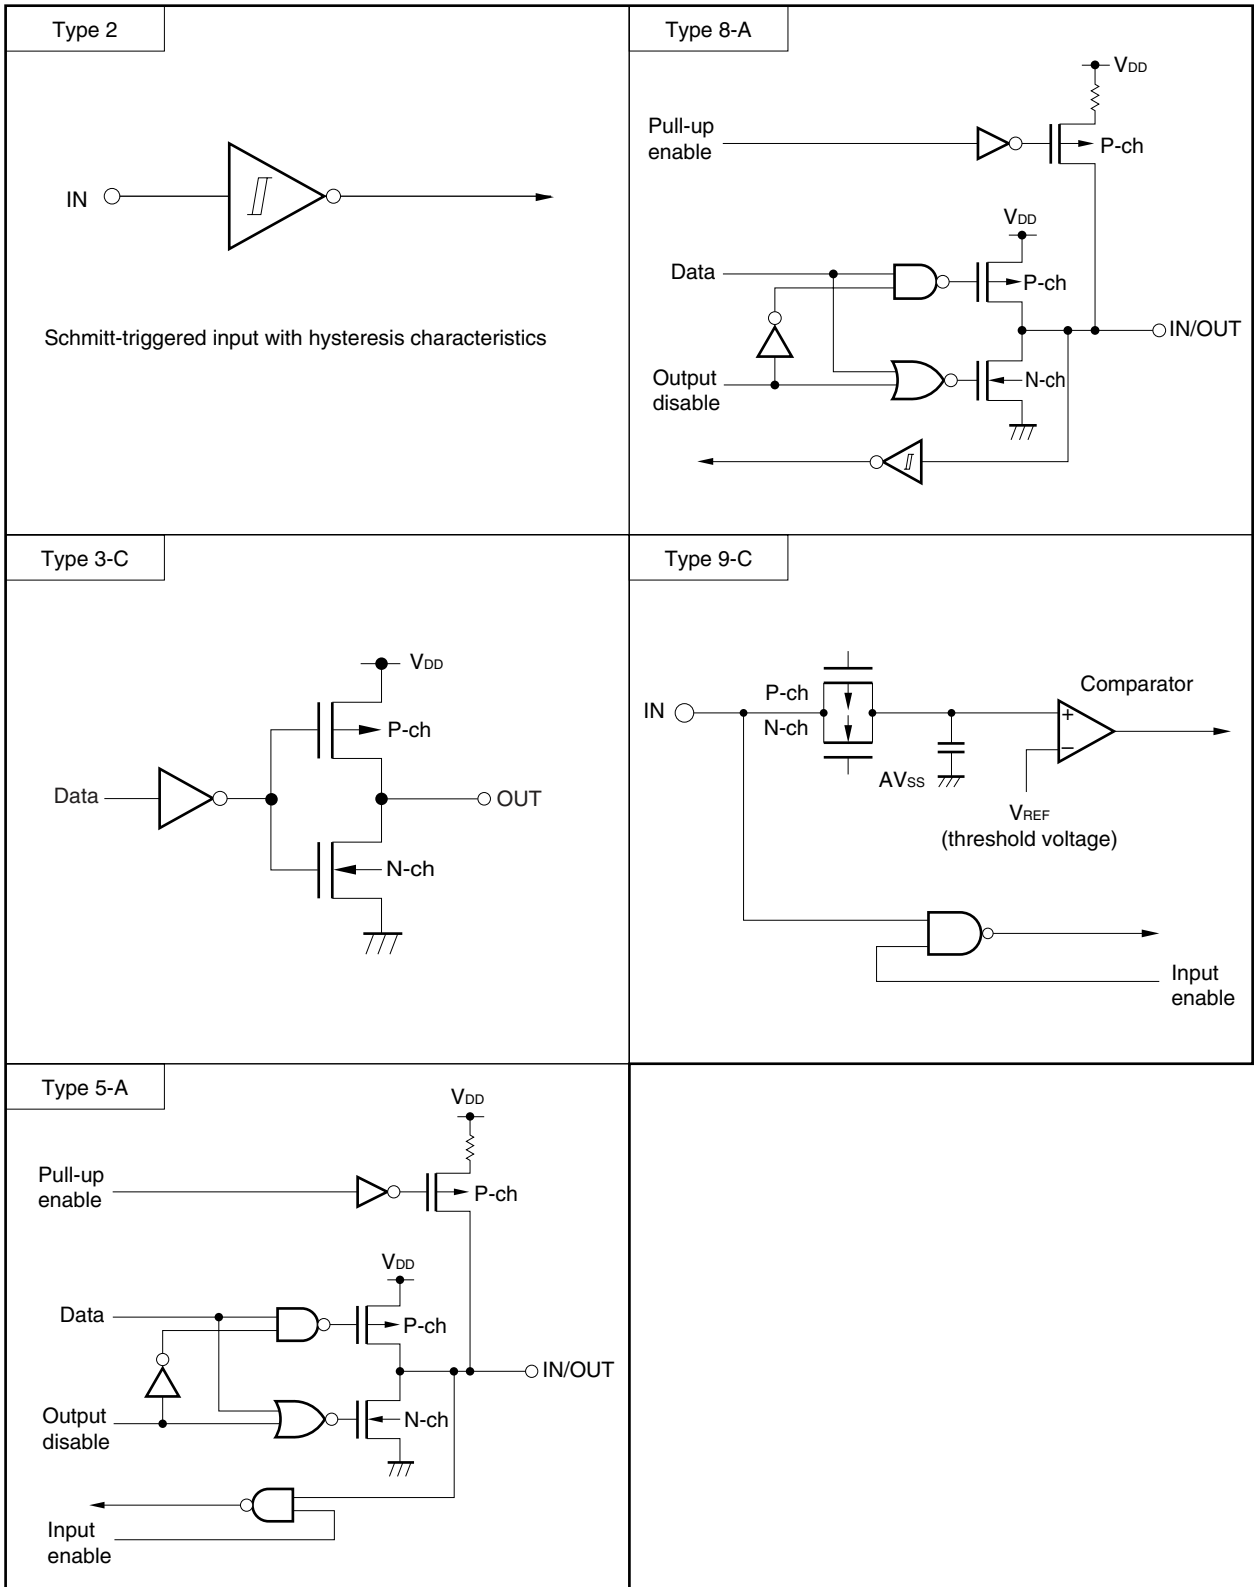 Type 2
IN
Schmitt-triggered input with hysteresis characteristics
Type 8-A
VDD
Pull-up
enable
P-ch
VDD
Data
P-ch
IN/OUT
Output
disable
N-ch
Type 3-C
VDD
P-ch
Data
OUT
N-ch
Type 9-C
Comparator
P-ch
IN
N-ch
+
−
AVSS
VREF
(threshold voltage)
Input
enable
Type 5-A
VDD
Pull-up
enable
P-ch
VDD
Data
P-ch
IN/OUT
Output
disable
N-ch
Input
enable